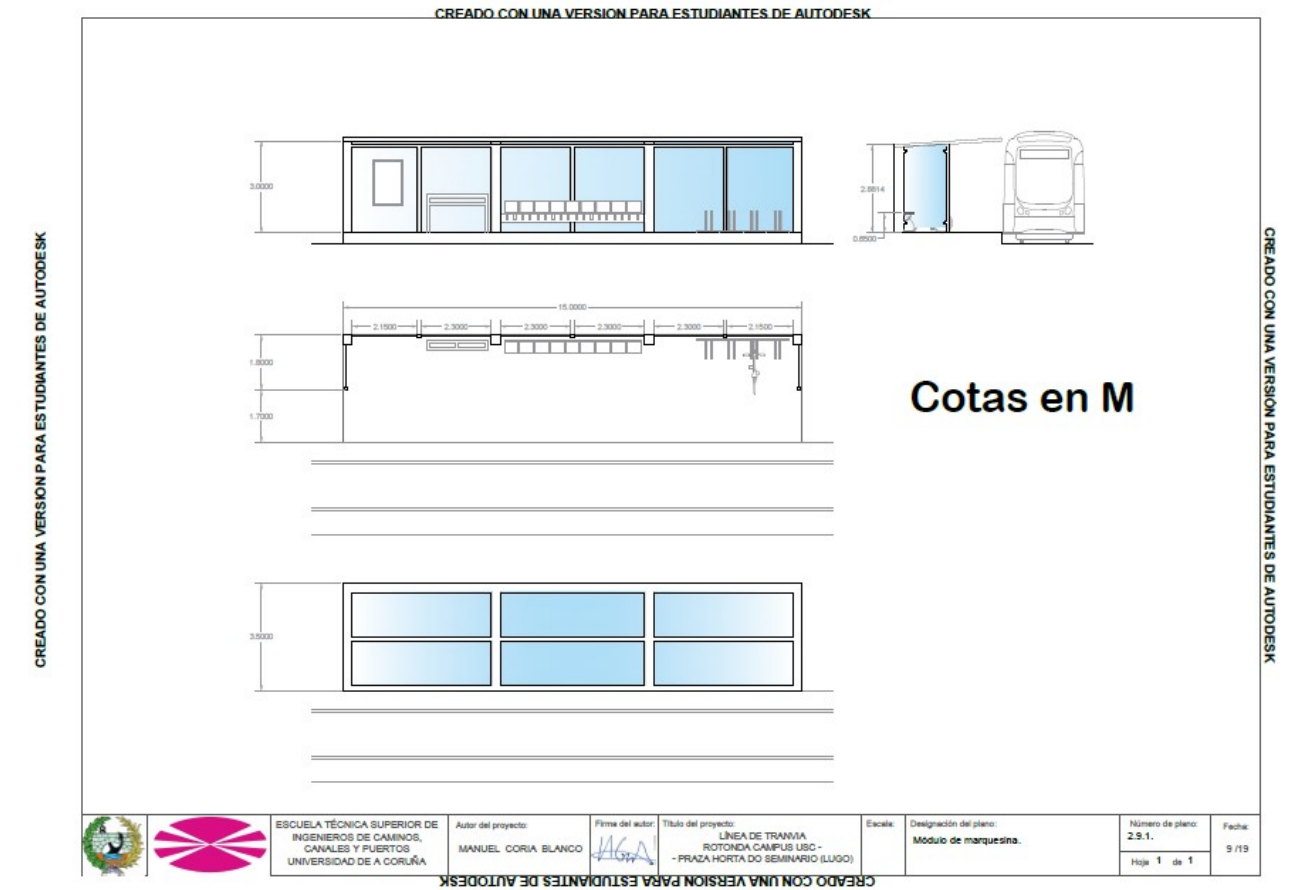 CREADO CON UNA VERSION PARA ESTUDIANTES DE AUTODESK
CREADO CON UNA VERSION PARA ESTUDIANTES DE AUTODESK
CREADO CON UNA VERSIÓN PARA ESTUDIANTES DE AUTODESK
3.0000
2.8814
0.6500
15.0000
2.1500
2.3000
2.3000
2.3000
2.3000
2.1500
1.8000
1.7000
Cotas en M
3.5000
ESCUELA TÉCNICA SUPERIOR DE
INGENIEROS DE CAMINOS,
CANALES Y PUERTOS
UNIVERSIDAD DE A CORUÑA
Autor del proyecto:
MANUEL CORIA BLANCO
Firma del autor:
Título del proyecto:
LÍNEA DE TRANVIA
ROTONDA CAMPUS USC -
- PRAZA HORTA DO SEMINARIO (LUGO)
Escala:
Designación del plano:
Módulo de marquesina.
Número de plano:
2.9.1.
Hoja 1 de 1
Fecha:
9 /19
CREADO CON UNA VERSION PARA ESTUDIANTES DE AUTODESK